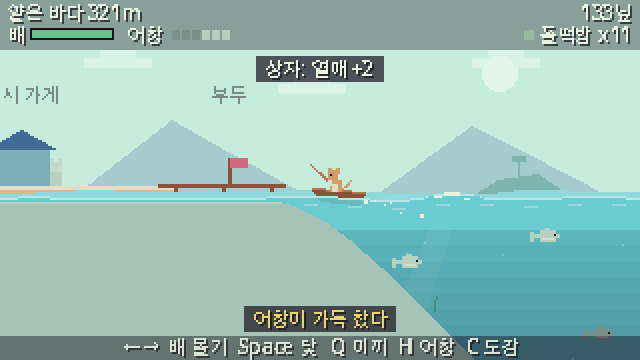 얕은 바다 321m
133닢
배
어창
돌떡밥 x11
상자: 열매 +2
시 가게
부두
어창이 가득 찼다
←→ 배 몰기 Space 닻 Q 미끼 H 어창 C 도감